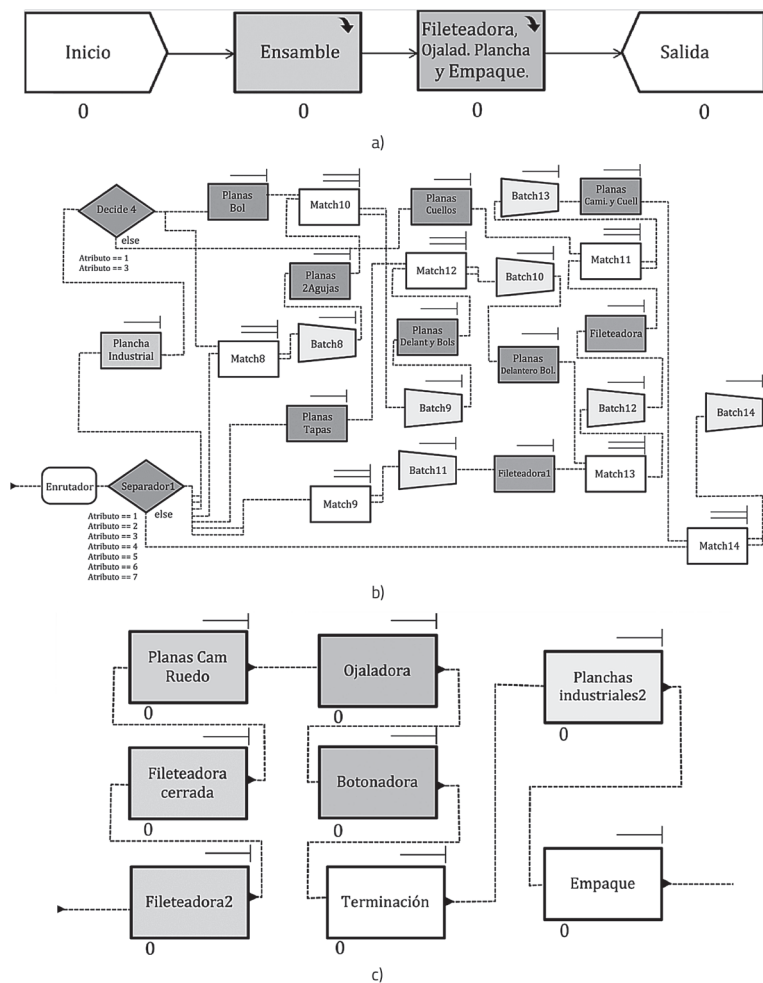 Inicio
Ensamble
Fileteadora,
Ojalad. Plancha
y Empaque.
Salida
0
0
0
0
a)
Decide 4
else
Atributo == 1
Atributo == 3
Planas
Bol
Match10
Planas
Cuellos
Batch13
Planas
Cami. y Cuell
Planas
2Agujas
Match12
Batch10
Match11
Plancha
Industrial
Match8
Batch8
Planas
Delant y Bols
Planas
Delantero Bol.
Fileteadora
Planas
Tapas
Batch9
Batch12
Batch14
Enrutador
Separador1
else
Atributo == 1
Atributo == 2
Atributo == 3
Atributo == 4
Atributo == 5
Atributo == 6
Atributo == 7
Match9
Batch11
Fileteadora1
Match13
Match14
b)
Planas Cam
Ruedo
0
Ojaladora
0
Planchas
industriales2
0
Fileteadora
cerrada
0
Botonadora
0
Fileteadora2
0
Terminación
0
Empaque
0
c)